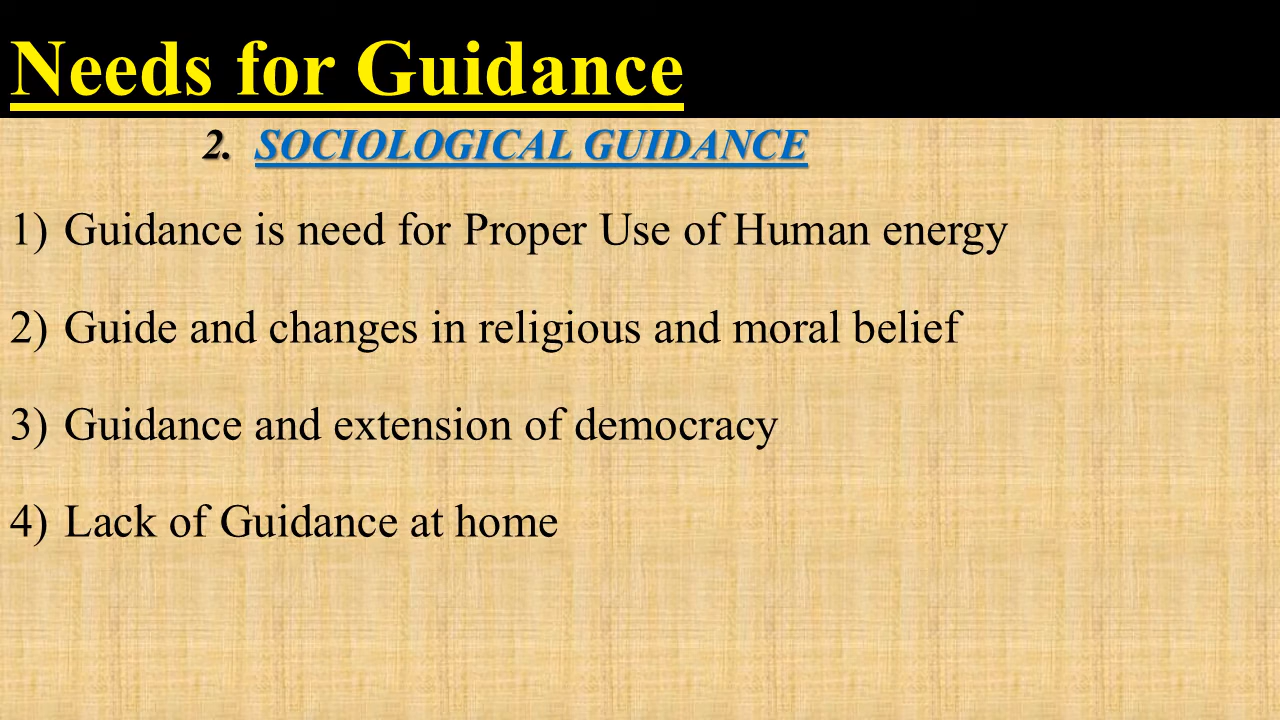 Needs for Guidance
2. SOCIOLOGICAL GUIDANCE
1) Guidance is need for Proper Use of Human energy
2) Guide and changes in religious and moral belief
3) Guidance and extension of democracy
4) Lack of Guidance at home